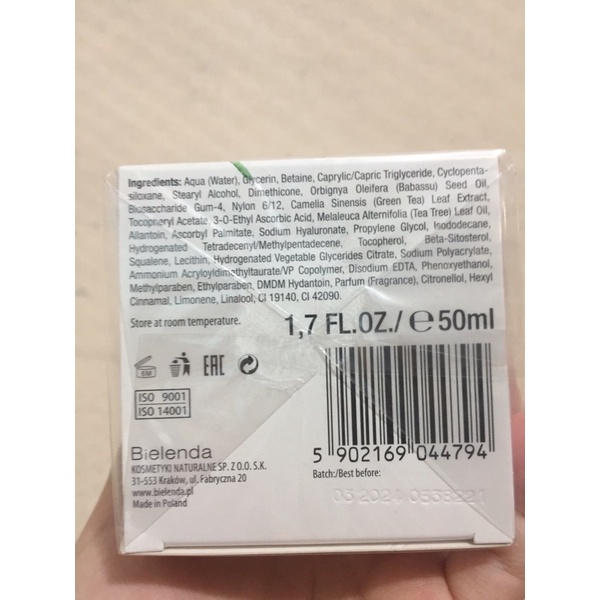 Ingredients: Aqua (Water), Glycerin, Betaine, Caprylic/Capric Triglyceride, Cyclopenta-
siloxane, Stearyl Alcohol, Dimethicone, Orbignya Oleifera (Babassu) Seed Oil,
Biosaccharide Gum-4, Nylon 6/12, Camellia Sinensis (Green Tea) Leaf Extract,
Tocopheryl Acetate, 3-O-Ethyl Ascorbic Acid, Melaleuca Alternifolia (Tea Tree) Leaf Oil,
Allantoin, Ascorbyl Palmitate, Sodium Hyaluronate, Propylene Glycol, Isododecane,
Hydrogenated Tetradecenyl/Methylpentadecene, Tocopherol, Beta-Sitosterol,
Squalene, Lecithin, Hydrogenated Vegetable Glycerides Citrate, Sodium Polyacrylate,
Ammonium Acryloyldimethyltaurate/VP Copolymer, Disodium EDTA, Phenoxyethanol,
Methylparaben, Ethylparaben, DMDM Hydantoin, Parfum (Fragrance), Citronellol, Hexyl
Cinnamal, Limonene, Linalool, CI 19140, CI 42090.
Store at room temperature.
1,7 FL.OZ./ ℮50ml
6M
EAC
ISO 9001
ISO 14001
5 902169 044794
Bielenda
KOSMETYKI NATURALNE SP. Z O.O. S.K.
31-553 Kraków, ul. Fabryczna 20
www.bielenda.pl
Made in Poland
Batch:/Best before: